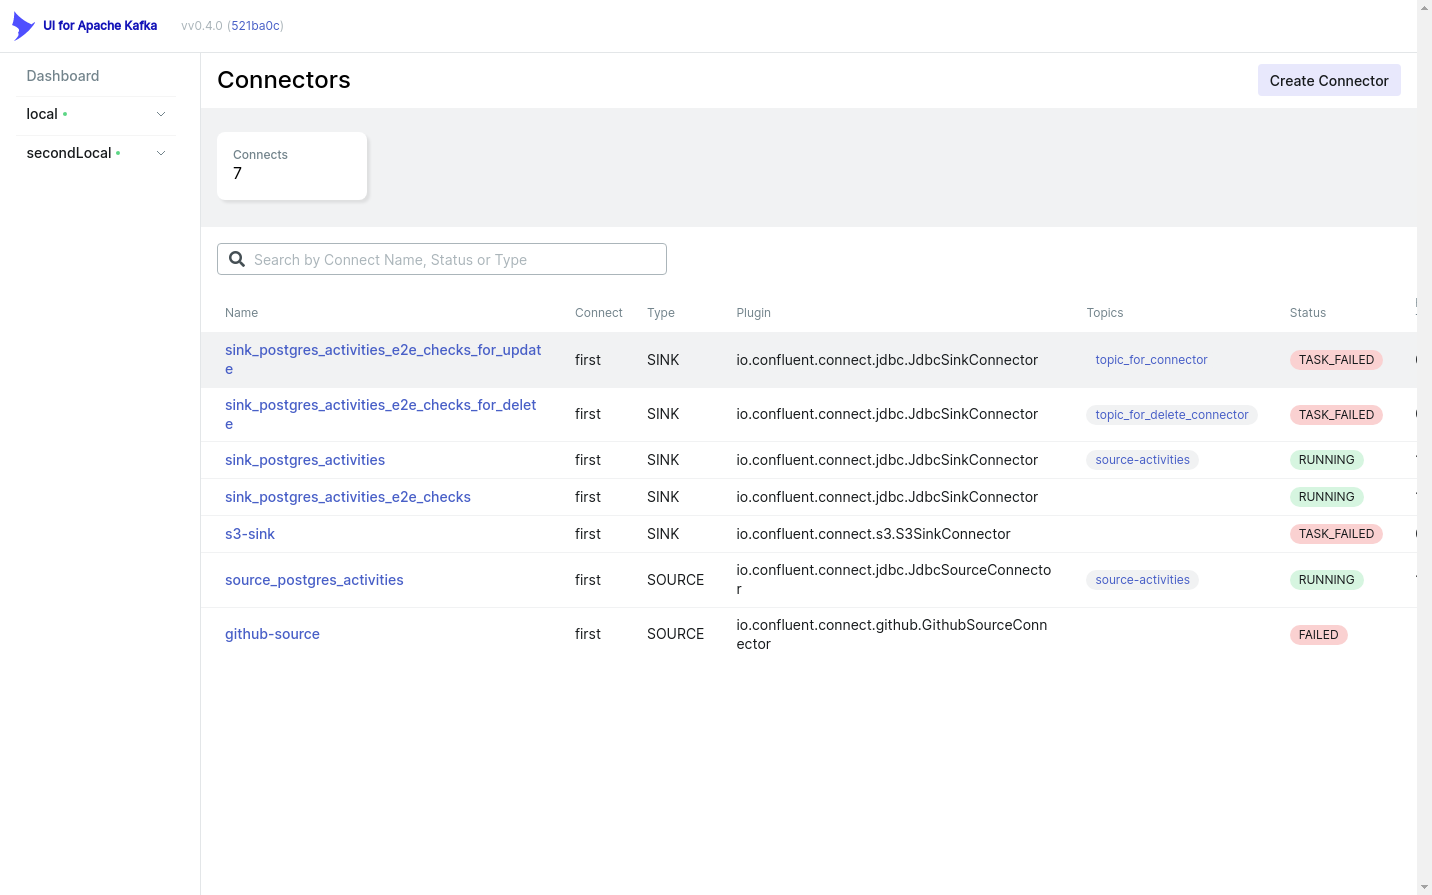 UI for Apache Kafka
vv0.4.0 (521ba0c)
Dashboard
local
secondLocal
Connectors
Create Connector
Connects
7
Search by Connect Name, Status or Type
Name Connect Type Plugin Topics Status
sink_postgres_activities_e2e_checks_for_updat
e
first SINK io.confluent.connect.jdbc.JdbcSinkConnector topic_for_connector TASK_FAILED
sink_postgres_activities_e2e_checks_for_delet
e
first SINK io.confluent.connect.jdbc.JdbcSinkConnector topic_for_delete_connector TASK_FAILED
sink_postgres_activities first SINK io.confluent.connect.jdbc.JdbcSinkConnector source-activities RUNNING
sink_postgres_activities_e2e_checks first SINK io.confluent.connect.jdbc.JdbcSinkConnector RUNNING
s3-sink first SINK io.confluent.connect.s3.S3SinkConnector TASK_FAILED
source_postgres_activities first SOURCE io.confluent.connect.jdbc.JdbcSourceConnecto
r
source-activities RUNNING
github-source first SOURCE io.confluent.connect.github.GithubSourceConn
ector
FAILED